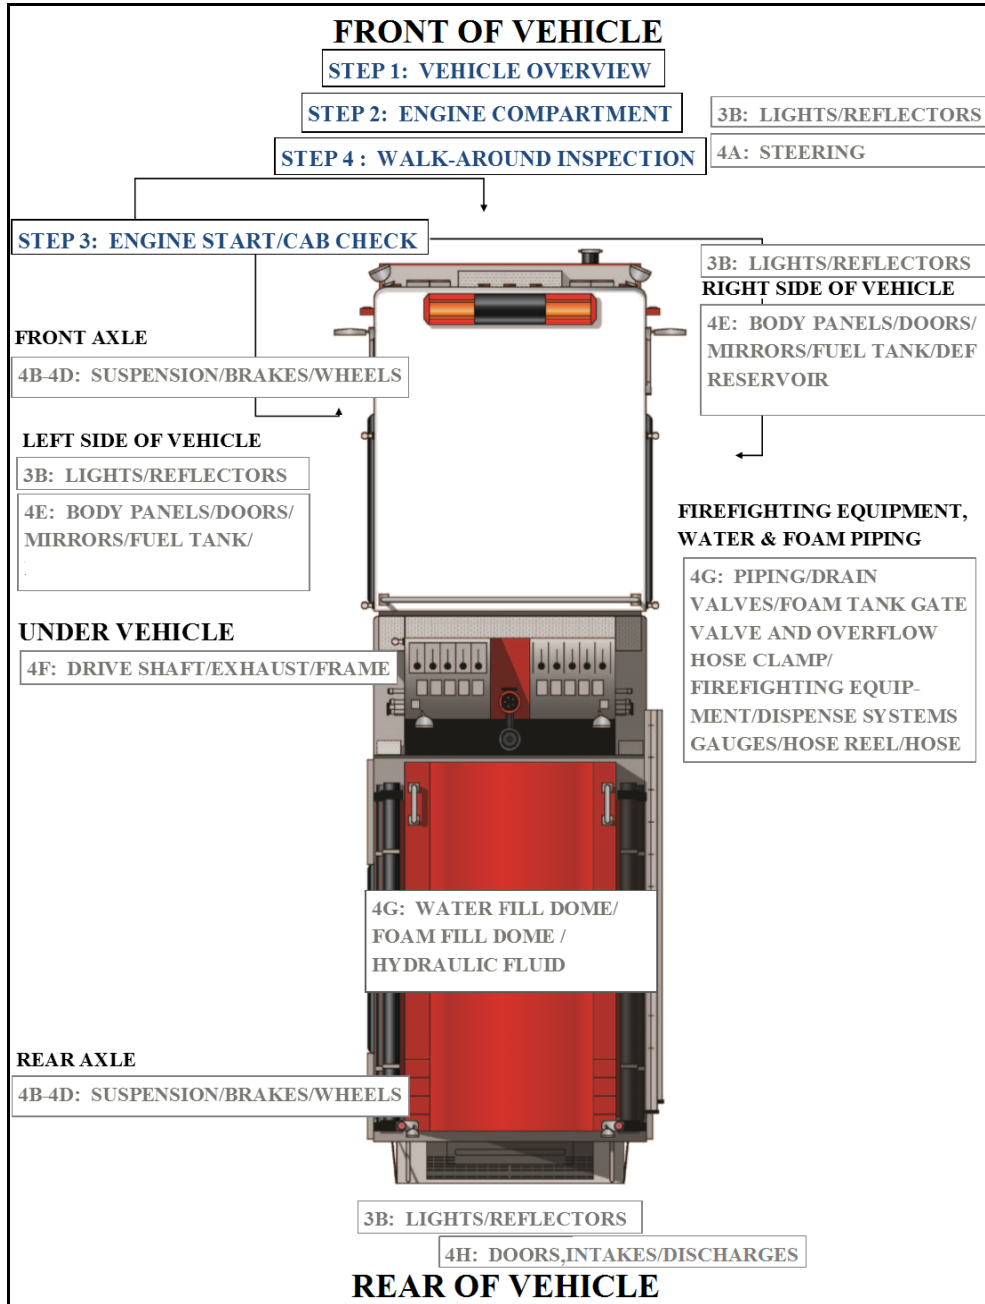 FRONT OF VEHICLE
STEP 1: VEHICLE OVERVIEW
STEP 2: ENGINE COMPARTMENT
3B: LIGHTS/REFLECTORS
STEP 4 : WALK-AROUND INSPECTION
4A: STEERING
STEP 3: ENGINE START/CAB CHECK
3B: LIGHTS/REFLECTORS
RIGHT SIDE OF VEHICLE
4E: BODY PANELS/DOORS/
MIRRORS/FUEL TANK/DEF
RESERVOIR
FRONT AXLE
4B-4D: SUSPENSION/BRAKES/WHEELS
LEFT SIDE OF VEHICLE
3B: LIGHTS/REFLECTORS
4E: BODY PANELS/DOORS/
MIRRORS/FUEL TANK/
FIREFIGHTING EQUIPMENT,
WATER & FOAM PIPING
4G: PIPING/DRAIN
VALVES/FOAM TANK GATE
VALVE AND OVERFLOW
HOSE CLAMP/
FIREFIGHTING EQUIP-
MENT/DISPENSE SYSTEMS
GAUGES/HOSE REEL/HOSE
UNDER VEHICLE
4F: DRIVE SHAFT/EXHAUST/FRAME
4G: WATER FILL DOME/
FOAM FILL DOME /
HYDRAULIC FLUID
REAR AXLE
4B-4D: SUSPENSION/BRAKES/WHEELS
3B: LIGHTS/REFLECTORS
4H: DOORS,INTAKES/DISCHARGES
REAR OF VEHICLE